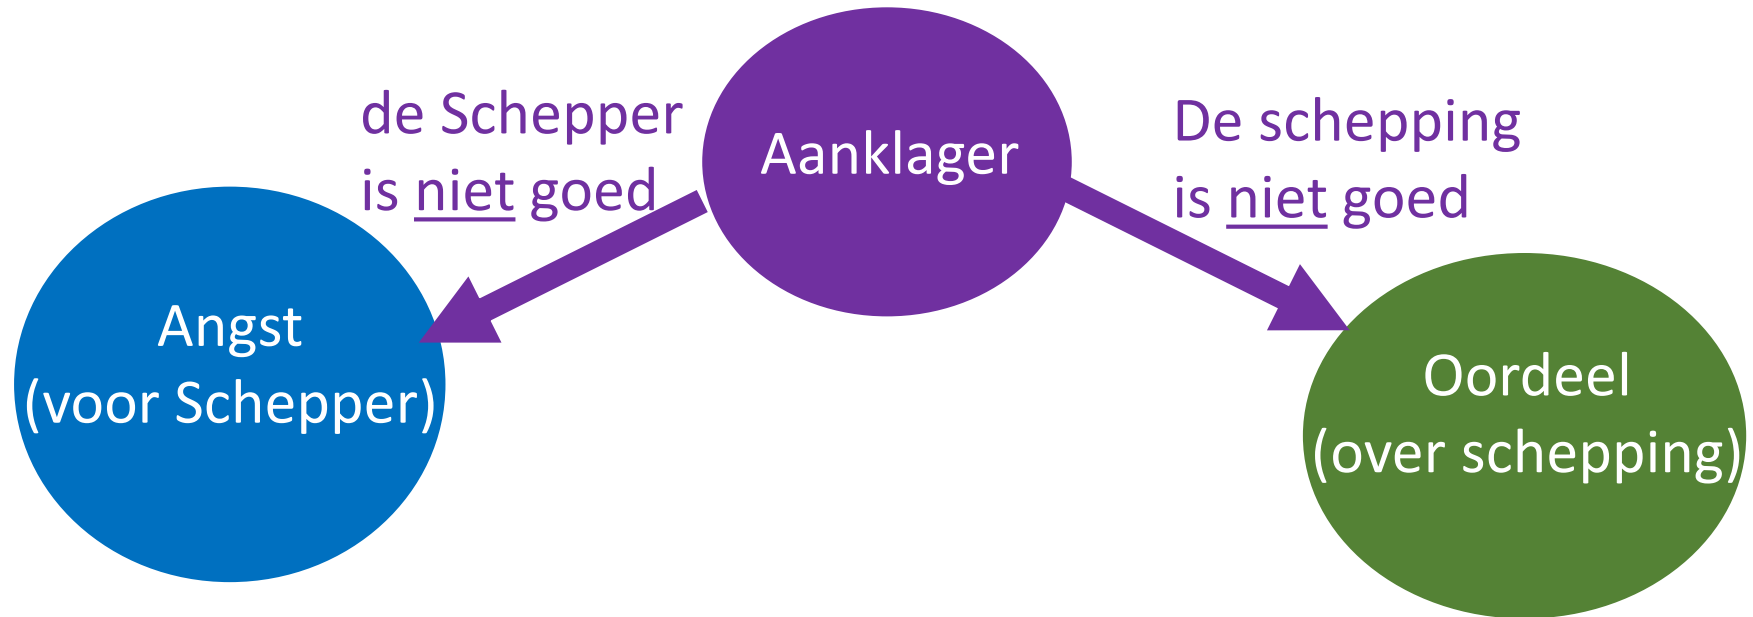 de Schepper
is niet goed
Aanklager
De schepping
is niet goed
Angst
(voor Schepper)
Oordeel
(over schepping)